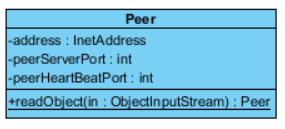 Peer
-address : InetAddress
-peerServerPort : int
-peerHeartBeatPort : int
+readObject(in : ObjectInputStream) : Peer